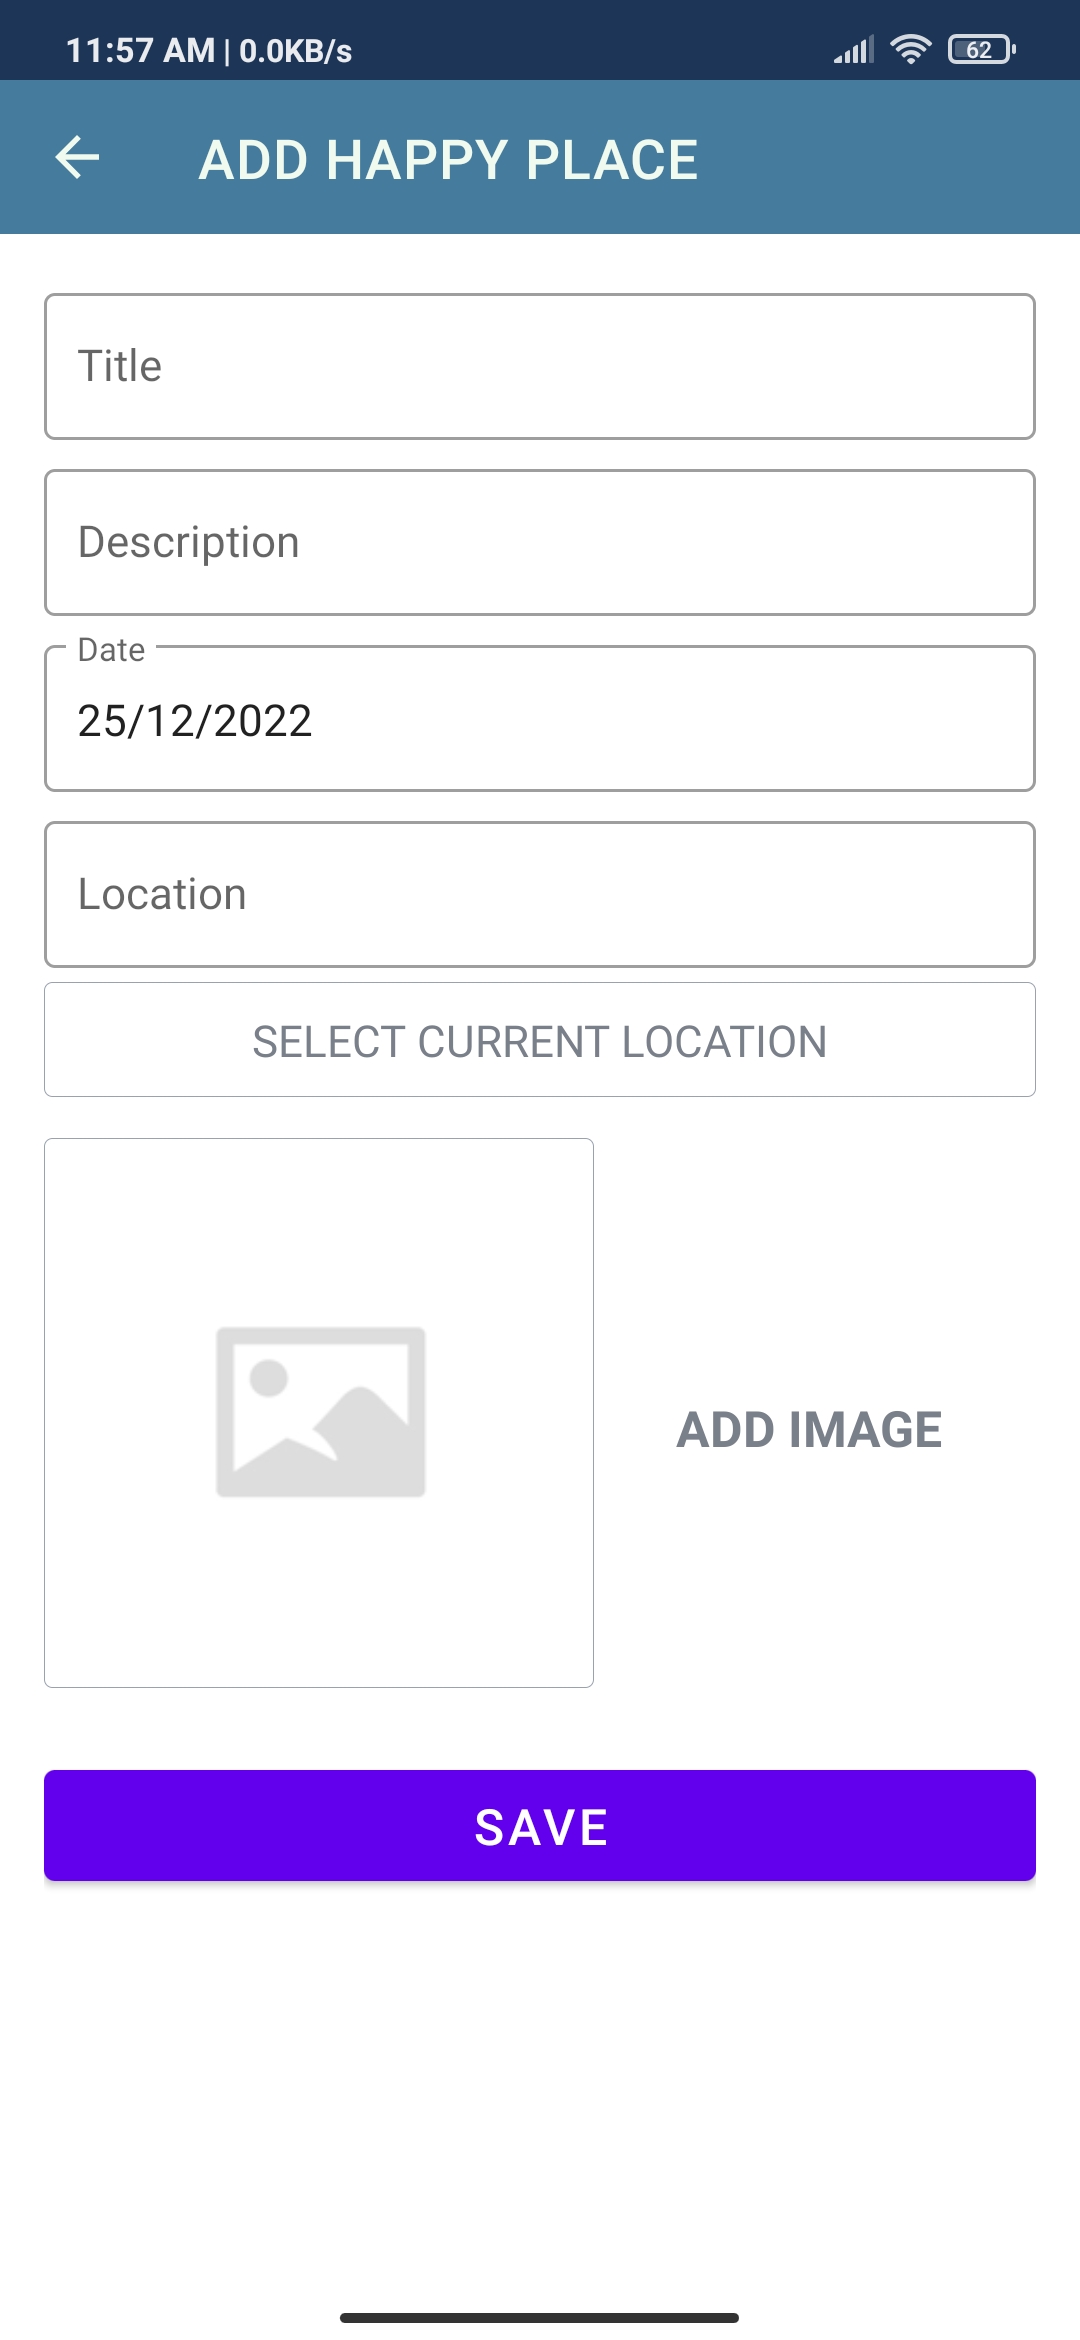 11:57 AM | 0.0KB/s 62
ADD HAPPY PLACE
Title
Description
Date
25/12/2022
Location
SELECT CURRENT LOCATION
ADD IMAGE
SAVE